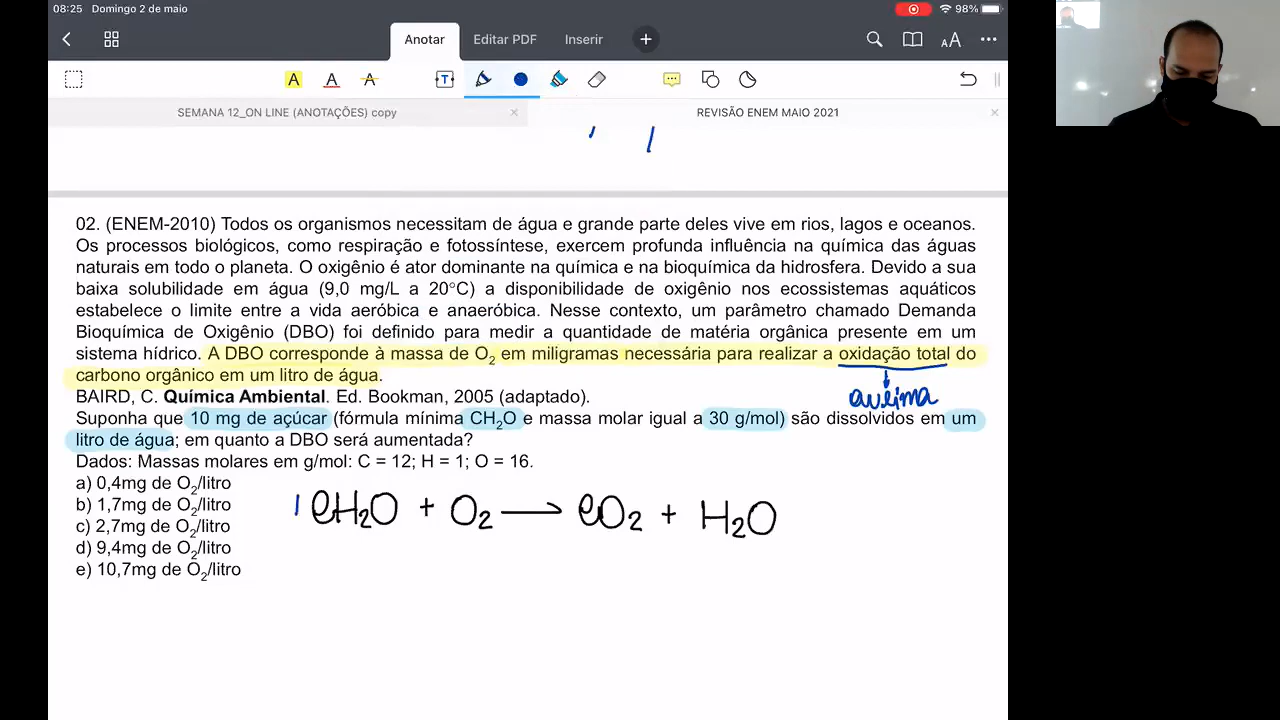 08:25 Domingo 2 de maio
98%
Anotar
Editar PDF
Inserir
+
AA
•••
A
A
A
T
SEMANA 12_ON LINE (ANOTAÇÕES) copy
×
REVISÃO ENEM MAIO 2021
×
02. (ENEM-2010) Todos os organismos necessitam de água e grande parte deles vive em rios, lagos e oceanos.
Os processos biológicos, como respiração e fotossíntese, exercem profunda influência na química das águas
naturais em todo o planeta. O oxigênio é ator dominante na química e na bioquímica da hidrosfera. Devido a sua
baixa solubilidade em água (9,0 mg/L a 20°C) a disponibilidade de oxigênio nos ecossistemas aquáticos
estabelece o limite entre a vida aeróbica e anaeróbica. Nesse contexto, um parâmetro chamado Demanda
Bioquímica de Oxigênio (DBO) foi definido para medir a quantidade de matéria orgânica presente em um
sistema hídrico. A DBO corresponde à massa de O₂ em miligramas necessária para realizar a oxidação total do
carbono orgânico em um litro de água.
BAIRD, C. Química Ambiental. Ed. Bookman, 2005 (adaptado).
Suponha que 10 mg de açúcar (fórmula mínima CH₂O e massa molar igual a 30 g/mol) são dissolvidos em um
litro de água; em quanto a DBO será aumentada?
Dados: Massas molares em g/mol: C = 12; H = 1; O = 16.
a) 0,4mg de O₂/litro
b) 1,7mg de O₂/litro
c) 2,7mg de O₂/litro
d) 9,4mg de O₂/litro
e) 10,7mg de O₂/litro
1 CH₂O + O₂ → CO₂ + H₂O